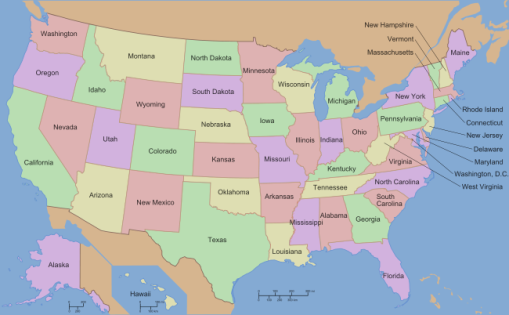 New Hampshire
Vermont
Massachusetts
Washington
Montana
North Dakota
Minnesota
Maine
Oregon
Idaho
Wisconsin
South Dakota
Michigan
New York
Wyoming
Rhode Island
Connecticut
Pennsylvania
Iowa
Nebraska
New Jersey
Nevada
Ohio
Utah
Illinois
Indiana
Delaware
Colorado
California
Kansas
Missouri
Maryland
Virginia
Kentucky
Washington, D.C.
West Virginia
North Carolina
Tennessee
Arizona
Oklahoma
New Mexico
Arkansas
South
Carolina
Alabama
Georgia
Mississippi
Texas
Louisiana
Alaska
Florida
Hawaii